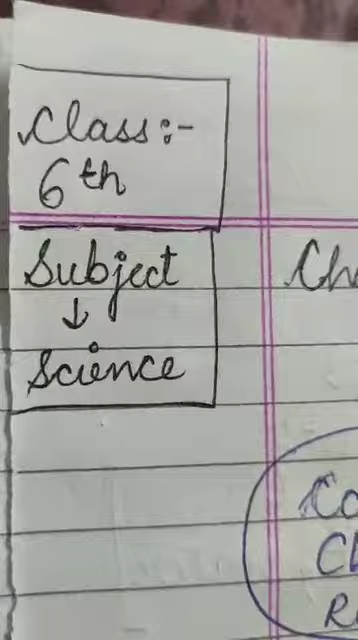 Class:-
6th
Subject
↓
Science